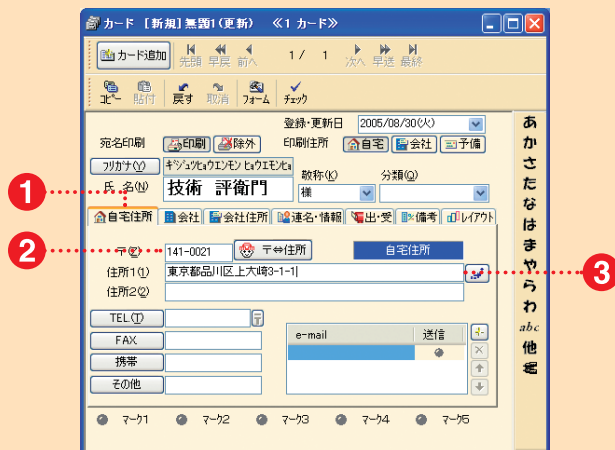 カード [新規]無題1(更新) ≪1 カード≫
カード追加 先頭 早戻 前へ 1 / 1 次へ 早送 最終
ｺﾋﾟｰ 貼付 戻す 取消 ﾌｫｰﾑ ﾁｪｯｸ
登録・更新日 2005/08/30(火)
宛名印刷 印刷 除外 印刷住所 自宅 会社 予備
フリガナ(Y) ｷﾞｼﾞｭﾂﾋｮｳｴﾝﾓﾝ ﾋｮｳｴﾓﾝﾋｮ 敬称(K) 分類(Q)
氏 名(N) 技術 評衛門 様
1
自宅住所 会社 会社住所 連名・情報 出・受 備考 ﾚｲｱｳﾄ
2
〒(Z) 141-0021 〒⇔住所 自宅住所
住所1(1) 東京都品川区上大崎3-1-1
3
住所2(2)
TEL(T)
FAX
携帯
その他
e-mail 送信
マーク1 マーク2 マーク3 マーク4 マーク5
あ
か
さ
た
な
は
ま
や
ら
わ
abc
他